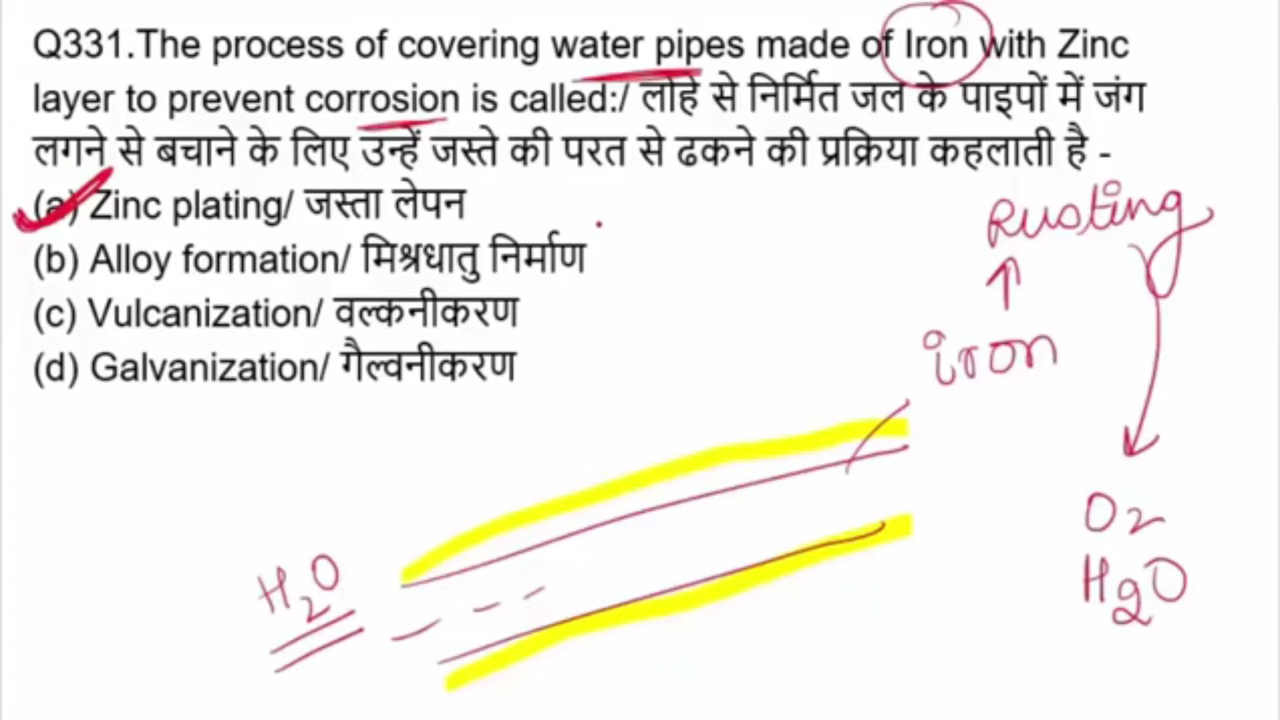 Q331.The process of covering water pipes made of Iron with Zinc
layer to prevent corrosion is called:/ लोहे से निर्मित जल के पाइपों में जंग
लगने से बचाने के लिए उन्हें जस्ते की परत से ढकने की प्रक्रिया कहलाती है -
(a) Zinc plating/ जस्ता लेपन
(b) Alloy formation/ मिश्रधातु निर्माण
(c) Vulcanization/ वल्कनीकरण
(d) Galvanization/ गैल्वनीकरण
Rusting
iron
O2
H2O
H2O